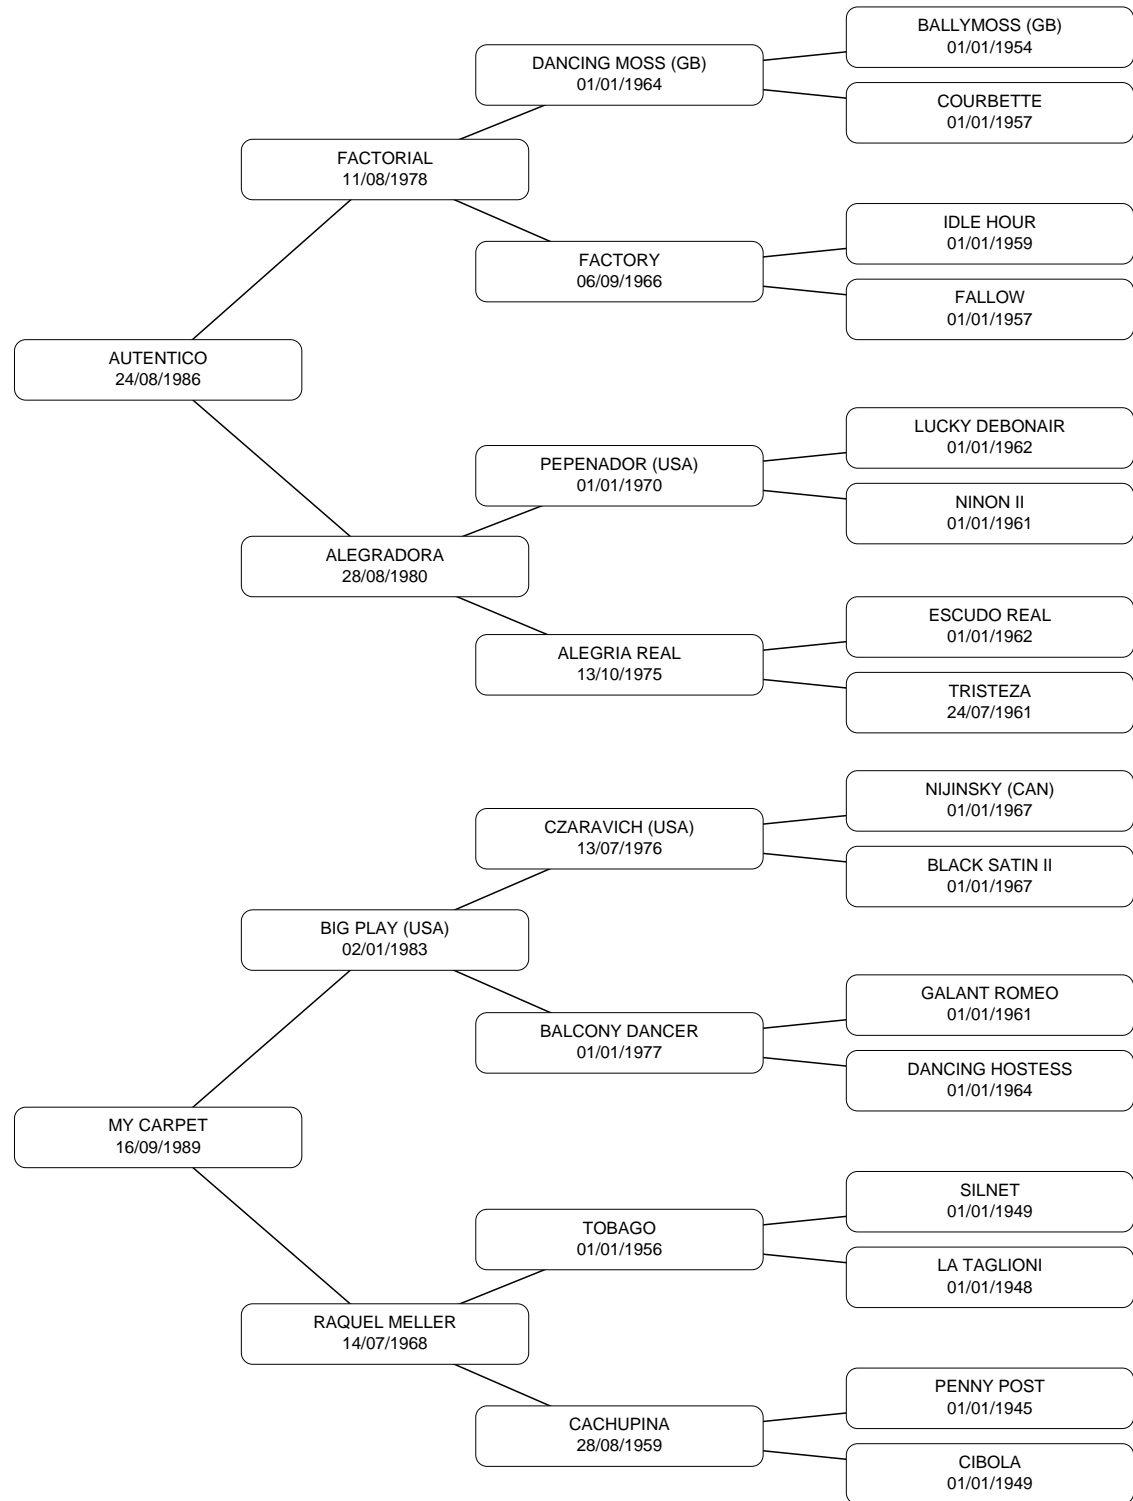 BALLYMOSS (GB)
01/01/1954
DANCING MOSS (GB)
01/01/1964
COURBETTE
01/01/1957
FACTORIAL
11/08/1978
IDLE HOUR
01/01/1959
FACTORY
06/09/1966
FALLOW
01/01/1957
AUTENTICO
24/08/1986
LUCKY DEBONAIR
01/01/1962
PEPENADOR (USA)
01/01/1970
NINON II
01/01/1961
ALEGRADORA
28/08/1980
ESCUDO REAL
01/01/1962
ALEGRIA REAL
13/10/1975
TRISTEZA
24/07/1961
NIJINSKY (CAN)
01/01/1967
CZARAVICH (USA)
13/07/1976
BLACK SATIN II
01/01/1967
BIG PLAY (USA)
02/01/1983
GALANT ROMEO
01/01/1961
BALCONY DANCER
01/01/1977
DANCING HOSTESS
01/01/1964
MY CARPET
16/09/1989
SILNET
01/01/1949
TOBAGO
01/01/1956
LA TAGLIONI
01/01/1948
RAQUEL MELLER
14/07/1968
PENNY POST
01/01/1945
CACHUPINA
28/08/1959
CIBOLA
01/01/1949